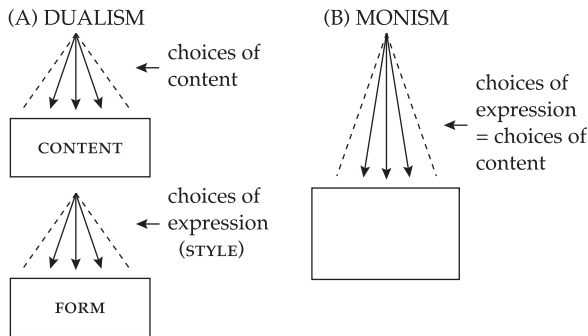 (A) DUALISM
choices of
content
CONTENT
choices of
expression
(STYLE)
FORM
(B) MONISM
choices of
expression
= choices of
content